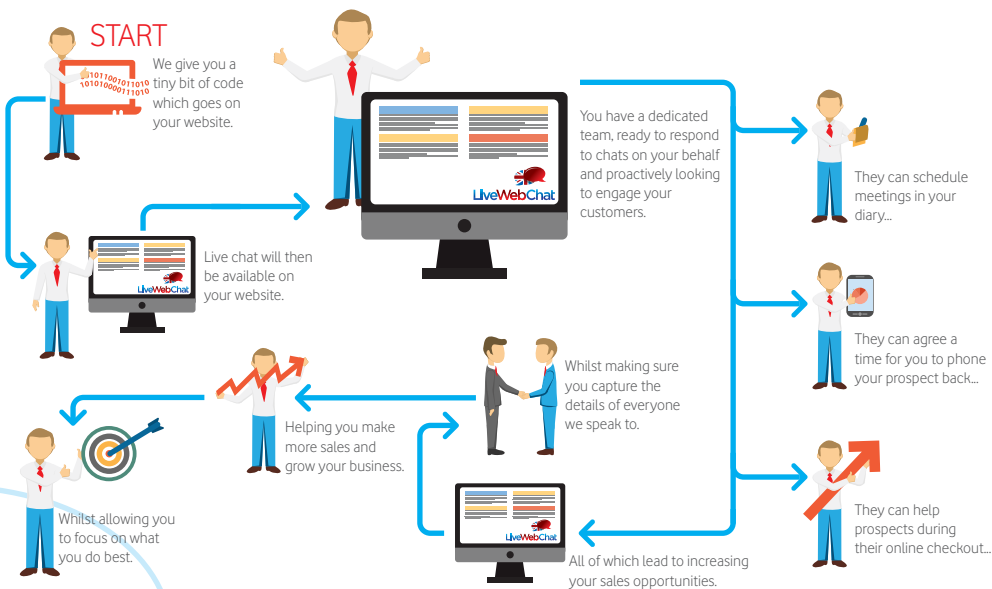 START
We give you a
tiny bit of code
which goes on
your website.
1011001011010
101010000111010
Live chat will then
be available on
your website.
LiveWebChat
LiveWebChat
You have a dedicated
team, ready to respond
to chats on your behalf
and proactively looking
to engage your
customers.
They can schedule
meetings in your
diary...
They can agree a
time for you to phone
your prospect back...
They can help
prospects during
their online checkout...
All of which lead to increasing
your sales opportunities.
LiveWebChat
Whilst making sure
you capture the
details of everyone
we speak to.
Helping you make
more sales and
grow your business.
Whilst allowing you
to focus on what
you do best.